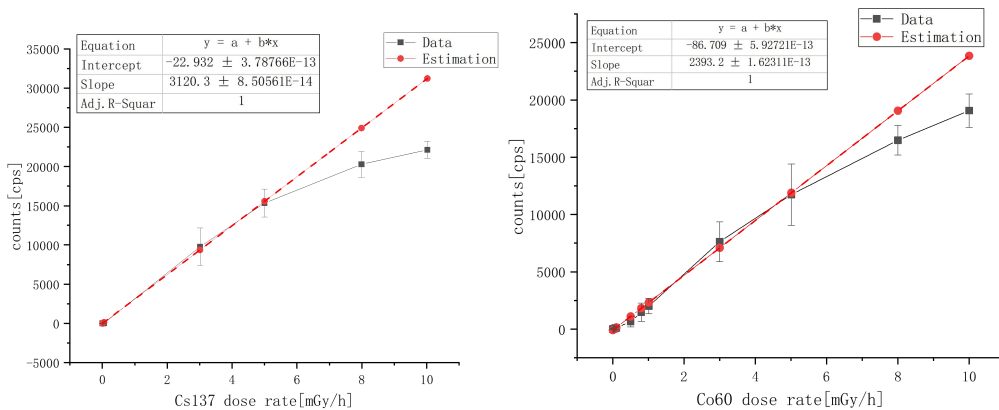 Equation y = a + b*x
Intercept -22.932 ± 3.78766E-13
Slope 3120.3 ± 8.50561E-14
Adj.R-Squar 1
Data
Estimation
35000
30000
25000
20000
15000
10000
5000
0
-5000
counts[cps]
0 2 4 6 8 10
Cs137 dose rate[mGy/h]
Equation y = a + b*x
Intercept -86.709 ± 5.92721E-13
Slope 2393.2 ± 1.62311E-13
Adj.R-Squar 1
Data
Estimation
25000
20000
15000
10000
5000
0
counts[cps]
0 2 4 6 8 10
Co60 dose rate[mGy/h]